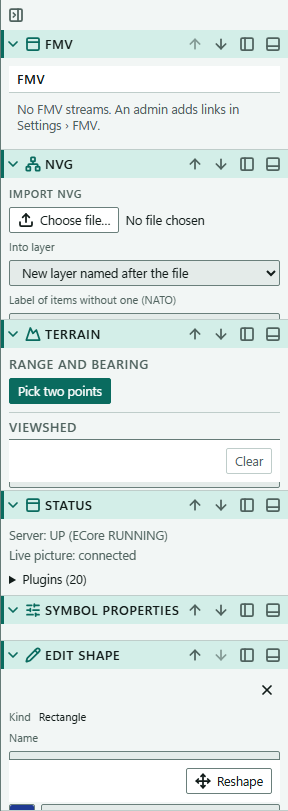 FMV
FMV
No FMV streams. An admin adds links in
Settings › FMV.
NVG
IMPORT NVG
Choose file...
No file chosen
Into layer
New layer named after the file
Label of items without one (NATO)
TERRAIN
RANGE AND BEARING
Pick two points
VIEWSHED
Clear
STATUS
Server: UP (ECore RUNNING)
Live picture: connected
Plugins (20)
SYMBOL PROPERTIES
EDIT SHAPE
Kind Rectangle
Name
Reshape